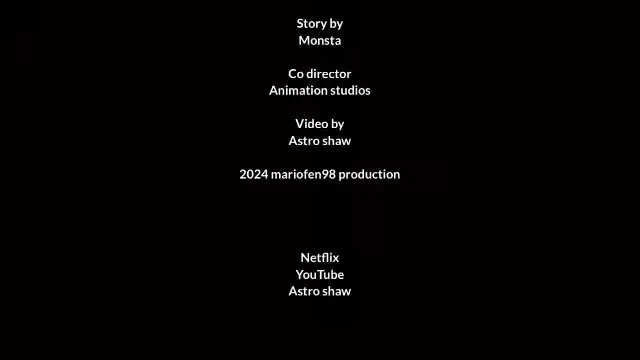 Story by
Monsta
Co director
Animation studios
Video by
Astro shaw
2024 mariofen98 production
Netflix
YouTube
Astro shaw